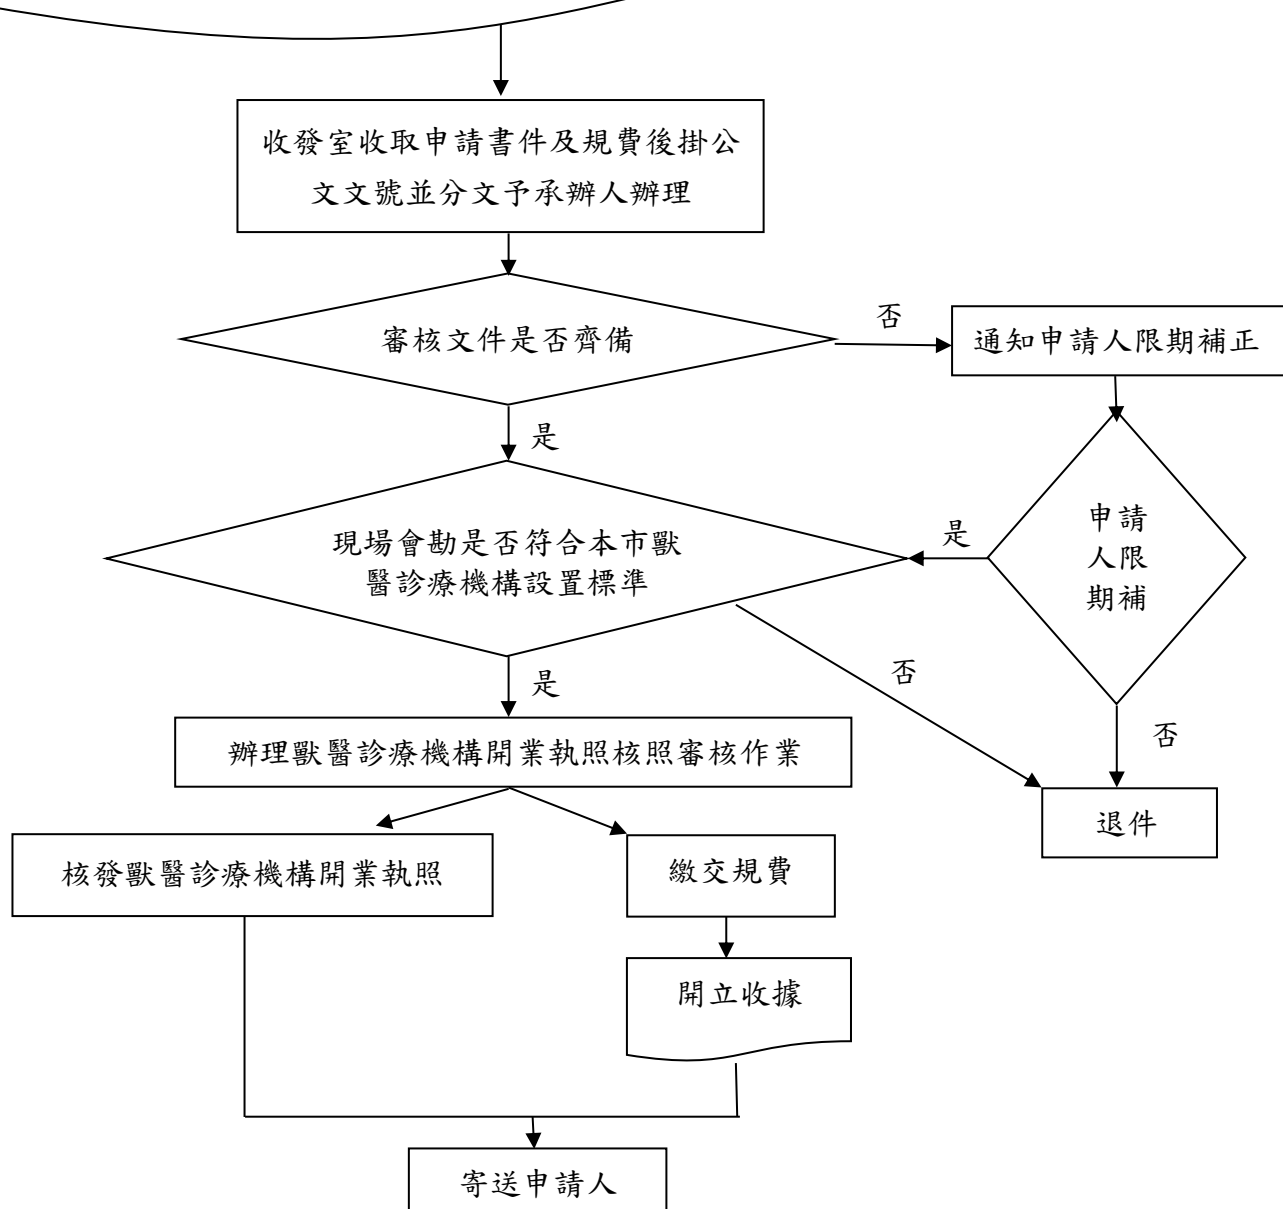 收發室收取申請書件及規費後掛公
文文號並分文予承辦人辦理
審核文件是否齊備
否
通知申請人限期補正
是
現場會勘是否符合本市獸
醫診療機構設置標準
是
申請
人限
期補
否
是
否
辦理獸醫診療機構開業執照核照審核作業
退件
核發獸醫診療機構開業執照
繳交規費
開立收據
寄送申請人